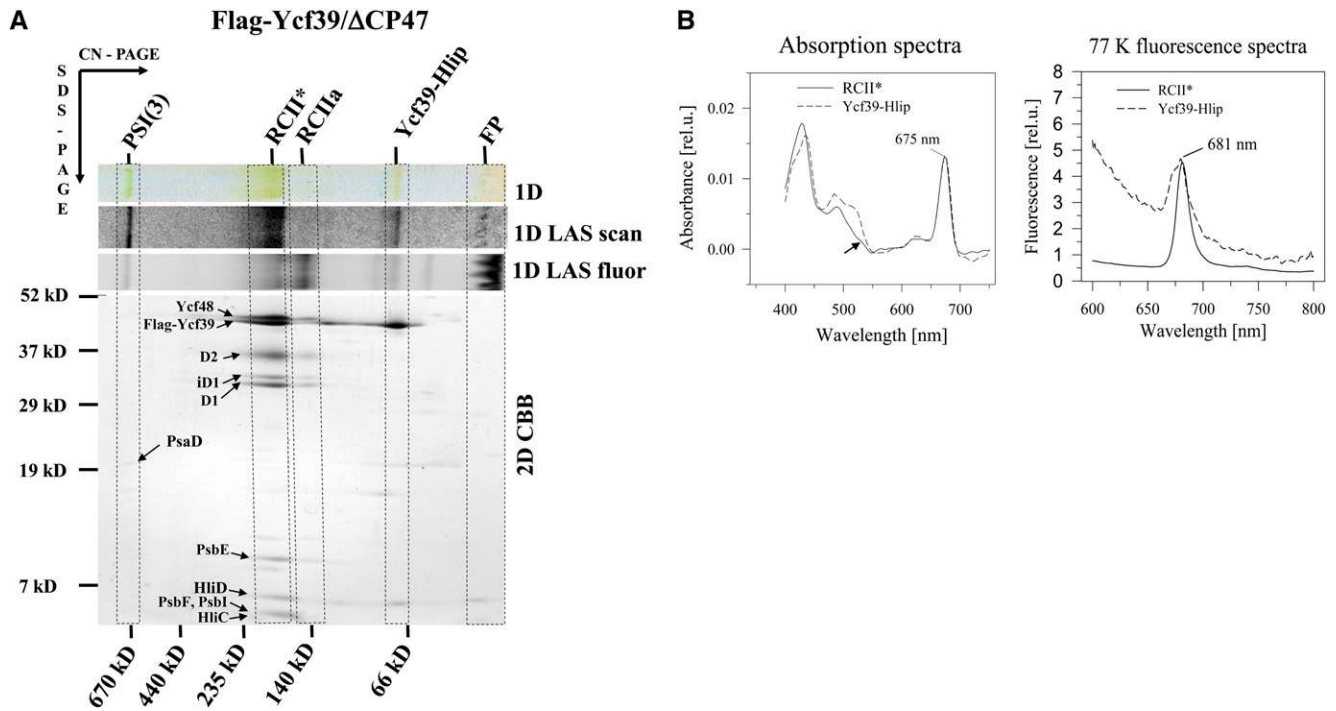 A
Flag-Ycf39/ΔCP47
CN - PAGE
SDS-PAGE
PSI(3)
RCII*
RCIIa
Ycf39-Hlip
FP
1D
1D LAS scan
1D LAS fluor
52 kD
37 kD
29 kD
19 kD
7 kD
Ycf48
Flag-Ycf39
D2
iD1
D1
PsaD
PsbE
HliD
PsbF, PsbI
HliC
2D CBB
670 kD
440 kD
235 kD
140 kD
66 kD
B
Absorption spectra
RCII*
Ycf39-Hlip
675 nm
Absorbance [rel.u.]
0.02
0.01
0.00
400 500 600 700
Wavelength [nm]
77 K fluorescence spectra
RCII*
Ycf39-Hlip
681 nm
Fluorescence [rel.u.]
8
7
6
5
4
3
2
1
0
600 650 700 750 800
Wavelength [nm]